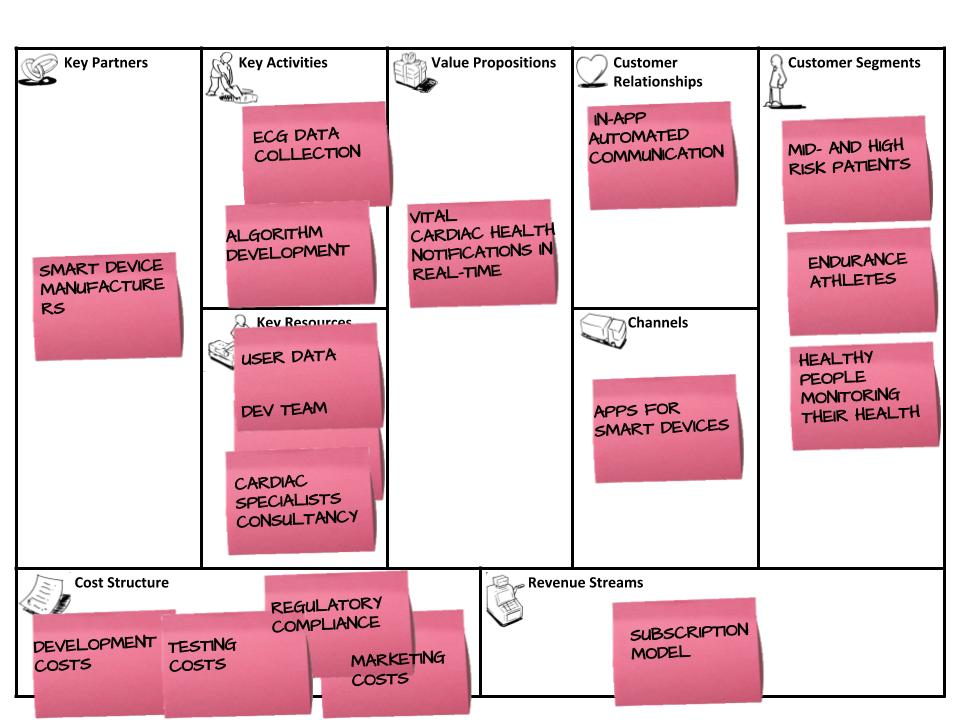 Key Partners
SMART DEVICE
MANUFACTURE
RS
Key Activities
ECG DATA
COLLECTION
ALGORITHM
DEVELOPMENT
Key Resources
USER DATA
DEV TEAM
CARDIAC
SPECIALISTS
CONSULTANCY
Value Propositions
VITAL
CARDIAC HEALTH
NOTIFICATIONS IN
REAL-TIME
Customer
Relationships
IN-APP
AUTOMATED
COMMUNICATION
Channels
APPS FOR
SMART DEVICES
Customer Segments
MID- AND HIGH
RISK PATIENTS
ENDURANCE
ATHLETES
HEALTHY
PEOPLE
MONITORING
THEIR HEALTH
Cost Structure
DEVELOPMENT
COSTS
TESTING
COSTS
REGULATORY
COMPLIANCE
MARKETING
COSTS
Revenue Streams
SUBSCRIPTION
MODEL